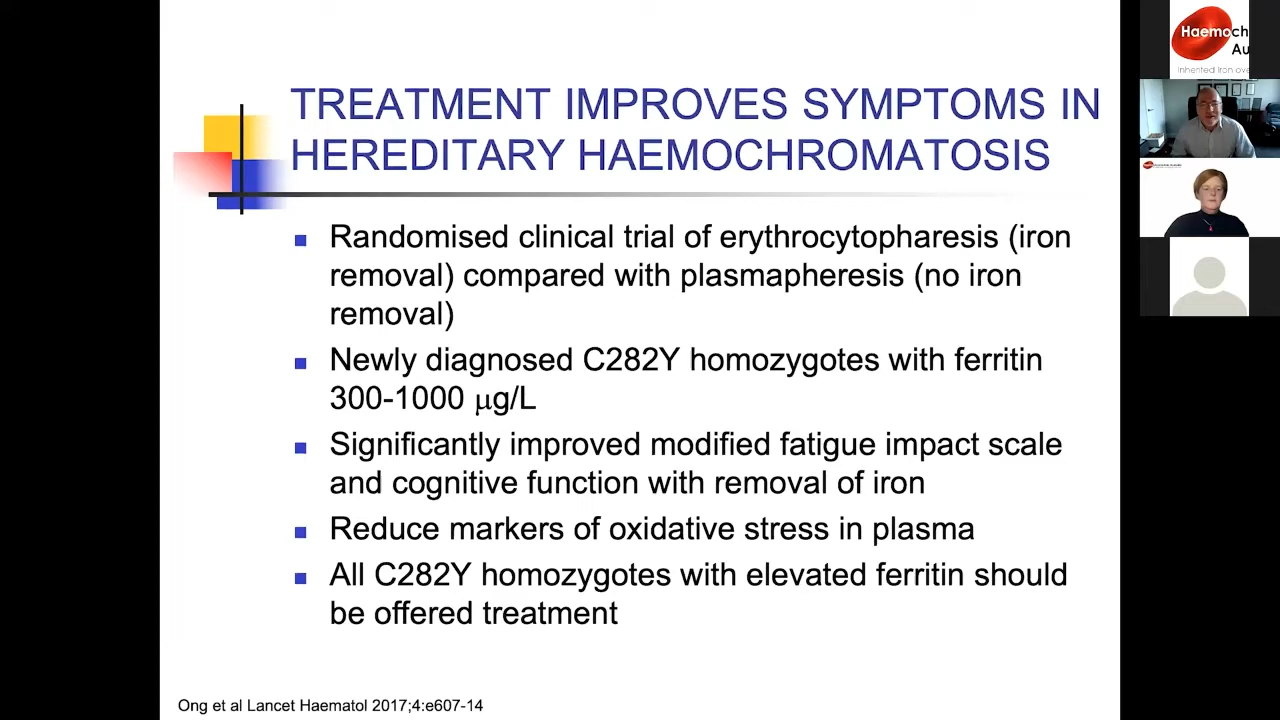 TREATMENT IMPROVES SYMPTOMS IN
HEREDITARY HAEMOCHROMATOSIS
Randomised clinical trial of erythrocytopharesis (iron
removal) compared with plasmapheresis (no iron
removal)
Newly diagnosed C282Y homozygotes with ferritin
300-1000 μg/L
Significantly improved modified fatigue impact scale
and cognitive function with removal of iron
Reduce markers of oxidative stress in plasma
All C282Y homozygotes with elevated ferritin should
be offered treatment
Ong et al Lancet Haematol 2017;4:e607-14
Haemoch
Au
Inherited iron ove